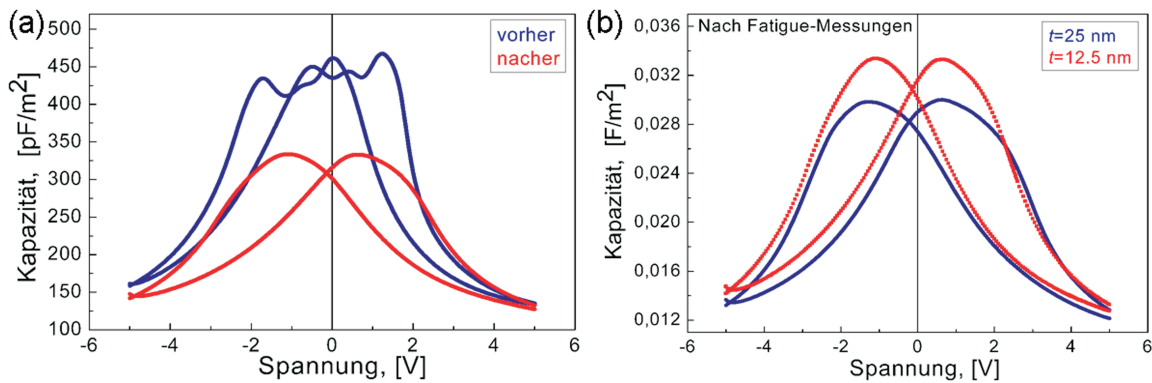 (a)
500
450
400
350
300
250
200
150
100
Kapazität, [pF/m²]
vorher
nacher
-6 -4 -2 0 2 4 6
Spannung, [V]
(b)
0,036
0,032
0,028
0,024
0,020
0,016
0,012
Kapazität, [F/m²]
Nach Fatigue-Messungen
t=25 nm
t=12.5 nm
-6 -4 -2 0 2 4 6
Spannung, [V]